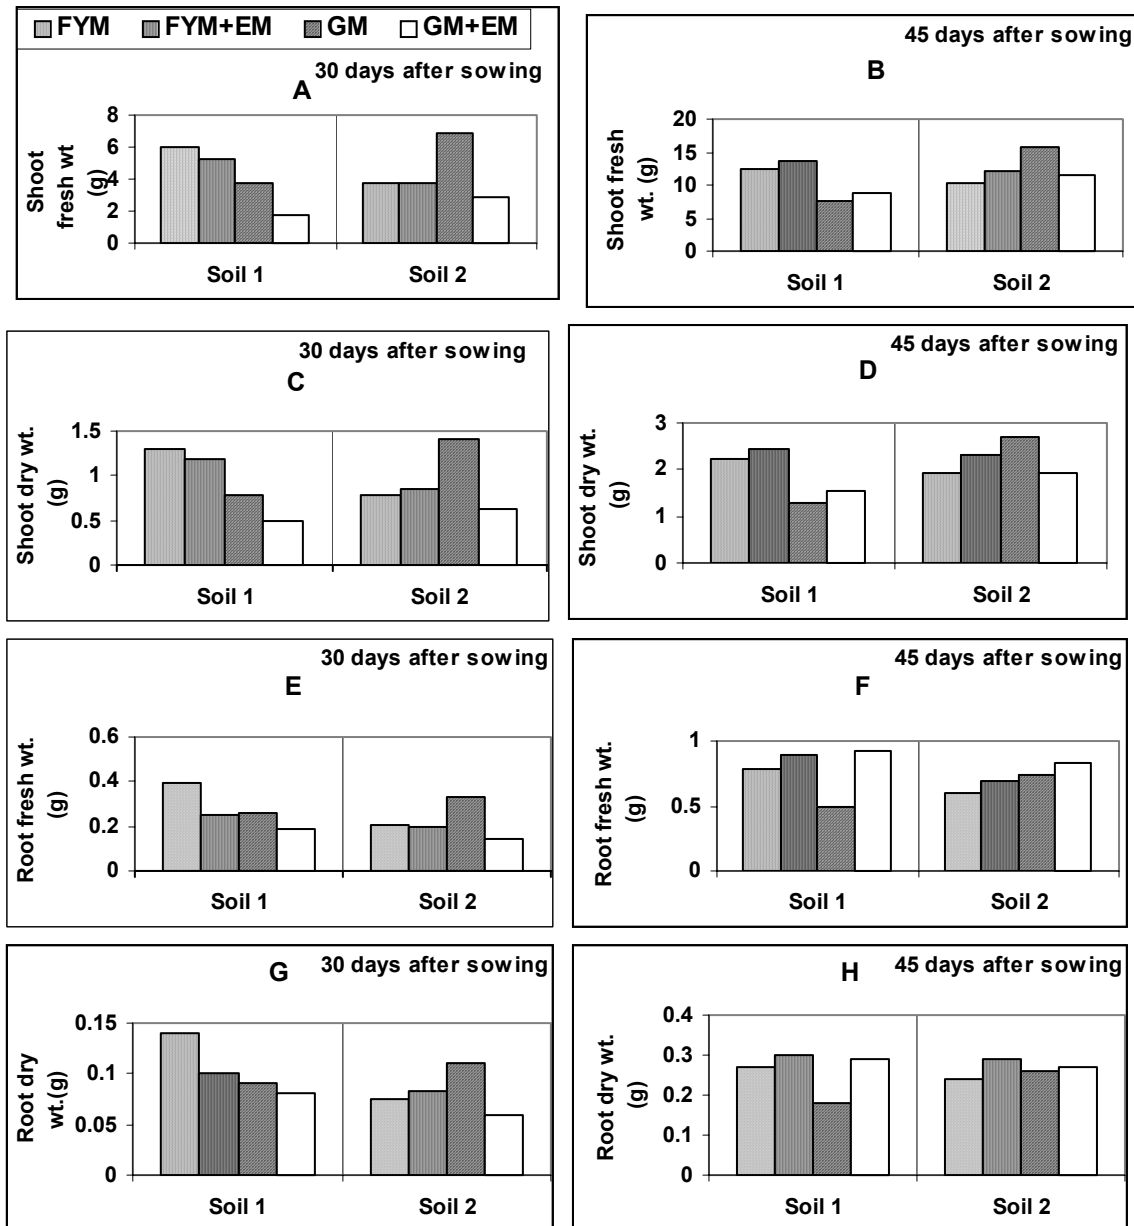 FYM FYM+EM GM GM+EM
30 days after sowing
A
8
6
4
2
0
Shoot
fresh wt
(g)
Soil 1 Soil 2
45 days after sowing
B
20
15
10
5
0
Shoot fresh
wt. (g)
Soil 1 Soil 2
30 days after sowing
C
1.5
1
0.5
0
Shoot dry wt.
(g)
Soil 1 Soil 2
45 days after sowing
D
3
2
1
0
Shoot dry wt.
(g)
Soil 1 Soil 2
30 days after sowing
E
0.6
0.4
0.2
0
Root fresh wt.
(g)
Soil 1 Soil 2
45 days after sowing
F
1
0.5
0
Root fresh wt.
(g)
Soil 1 Soil 2
G 30 days after sowing
0.15
0.1
0.05
0
Root dry
wt.(g)
Soil 1 Soil 2
H 45 days after sowing
0.4
0.3
0.2
0.1
0
Root dry wt.
(g)
Soil 1 Soil 2